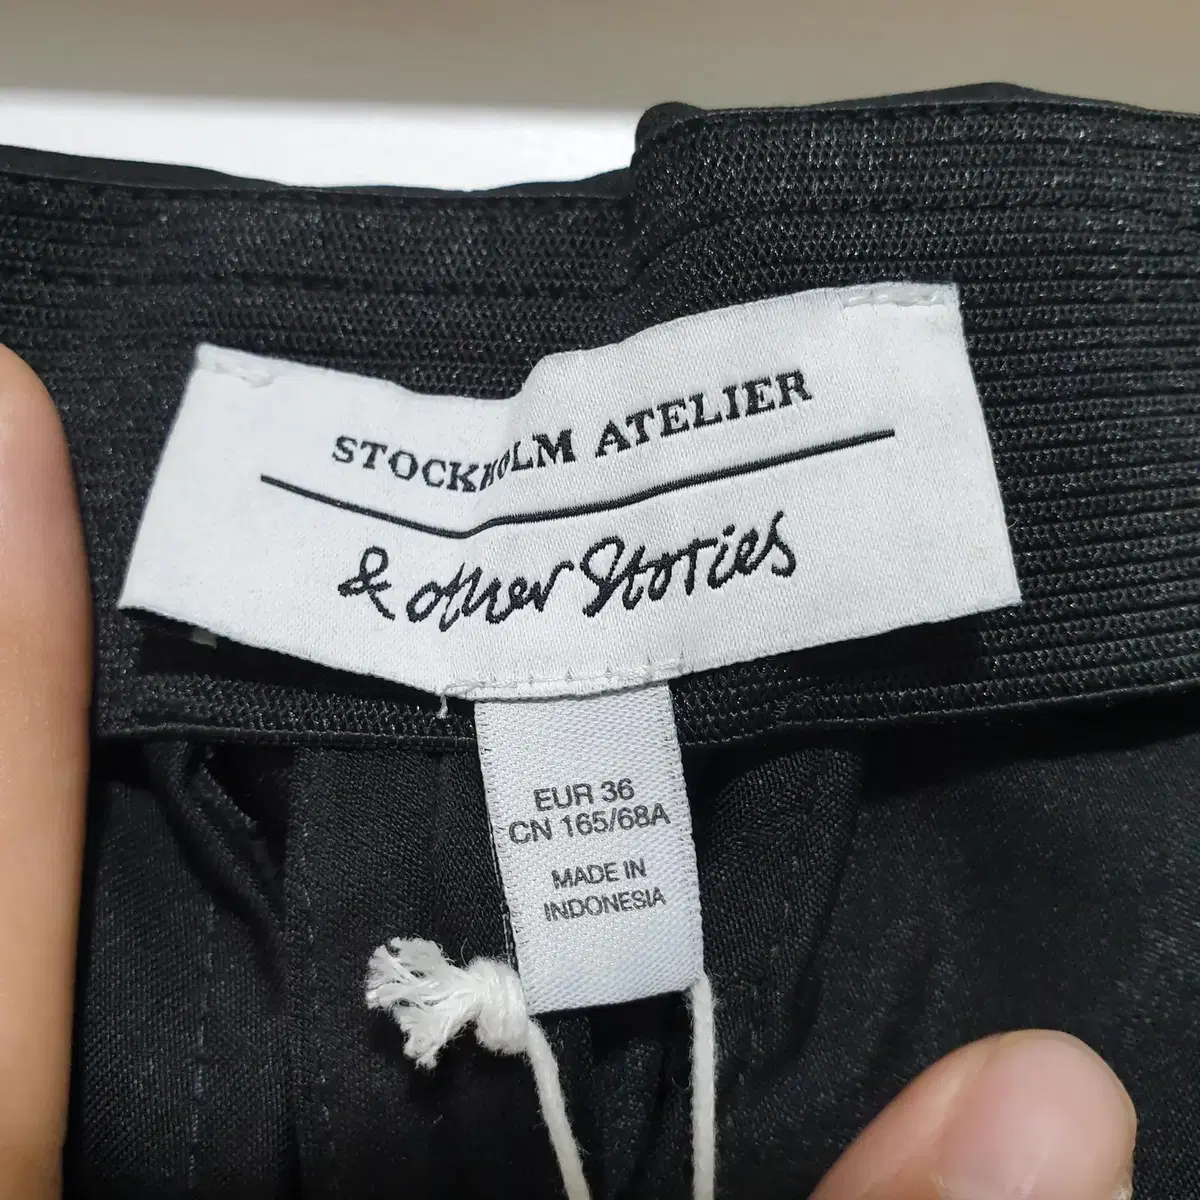 STOCKHOLM ATELIER
& other Stories
EUR 36
CN 165/68A
MADE IN
INDONESIA